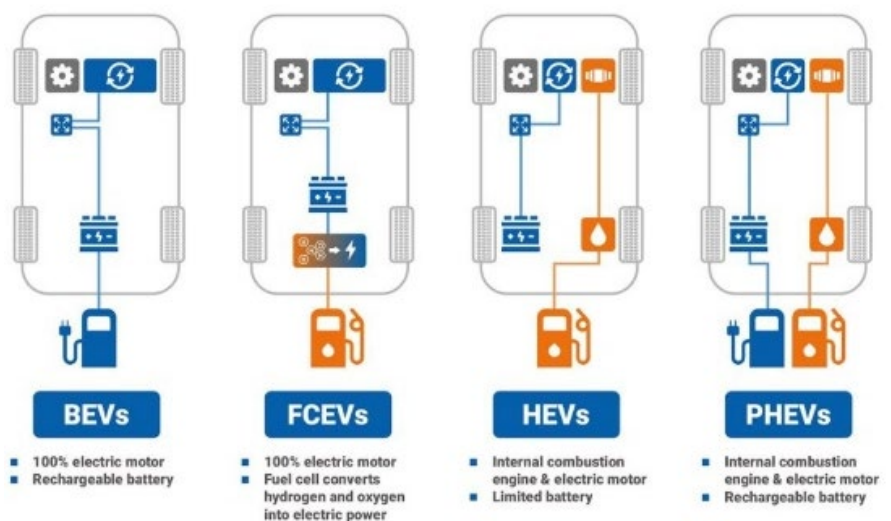 BEVs
100% electric motor
Rechargeable battery
FCEVs
100% electric motor
Fuel cell converts
hydrogen and oxygen
into electric power
HEVs
Internal combustion
engine & electric motor
Limited battery
PHEVs
Internal combustion
engine & electric motor
Rechargeable battery